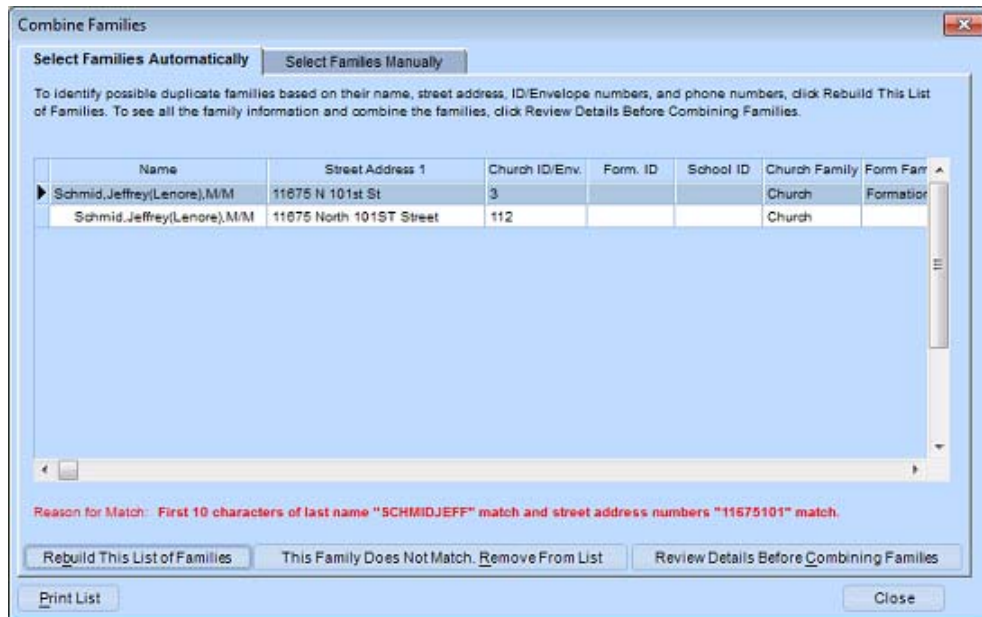 Combine Families
Select Families Automatically Select Families Manually
To identify possible duplicate families based on their name, street address, ID/Envelope numbers, and phone numbers, click Rebuild This List
of Families. To see all the family information and combine the families, click Review Details Before Combining Families.
Name Street Address 1 Church ID/Env. Form. ID School ID Church Family Form Fam
Schmid,Jeffrey(Lenore),M/M 11675 N 101st St 3 Church Formation
Schmid,Jeffrey(Lenore),M/M 11675 North 101ST Street 112 Church
Reason for Match: First 10 characters of last name "SCHMIDJEFF" match and street address numbers "11675101" match.
Rebuild This List of Families This Family Does Not Match. Remove From List Review Details Before Combining Families
Print List Close